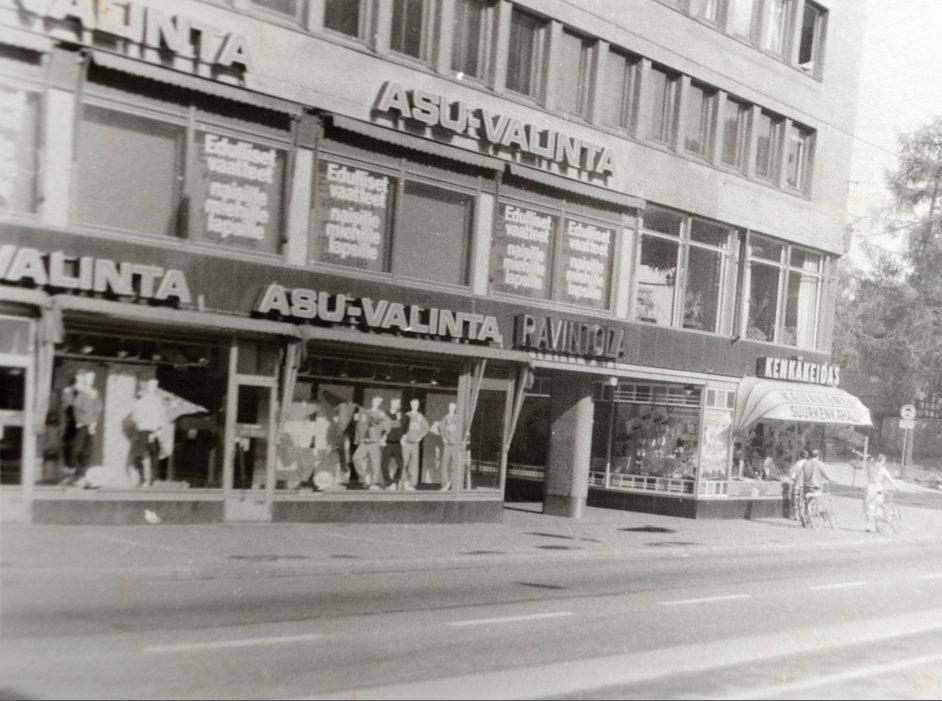 VALINTA
ASU-VALINTA
Edulliset
vaatteet
naisille
miehille
lapsille
Edulliset
vaatteet
naisille
miehille
lapsille
Edulliset
vaatteet
naisille
miehille
lapsille
Edulliset
vaatteet
naisille
miehille
lapsille
VALINTA
ASU-VALINTA
RAVINTOLA
KENKÄKEIDAS
SUURKENKÄHALLI